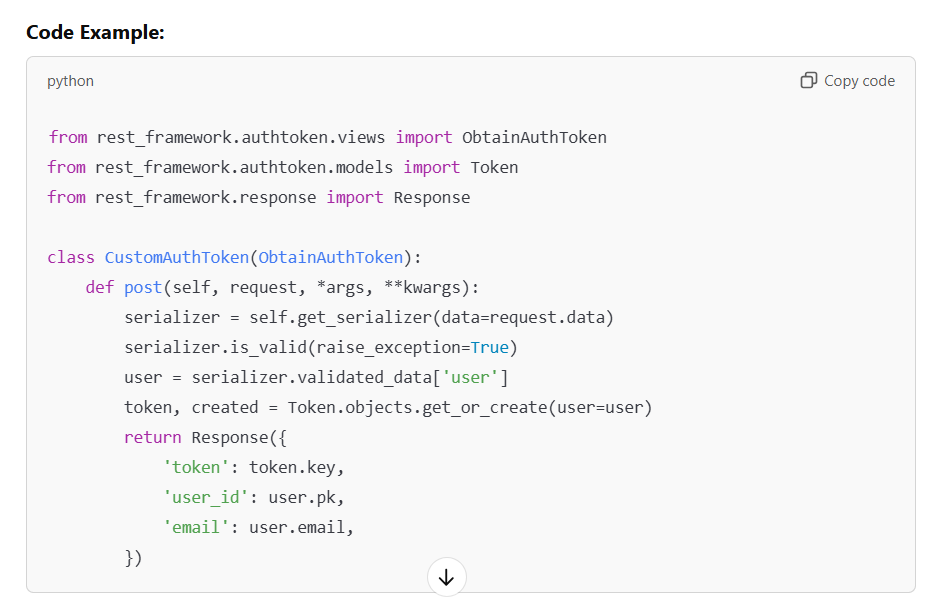 Code Example:
python
Copy code
from rest_framework.authtoken.views import ObtainAuthToken
from rest_framework.authtoken.models import Token
from rest_framework.response import Response
class CustomAuthToken(ObtainAuthToken):
    def post(self, request, *args, **kwargs):
        serializer = self.get_serializer(data=request.data)
        serializer.is_valid(raise_exception=True)
        user = serializer.validated_data['user']
        token, created = Token.objects.get_or_create(user=user)
        return Response({
            'token': token.key,
            'user_id': user.pk,
            'email': user.email,
        })